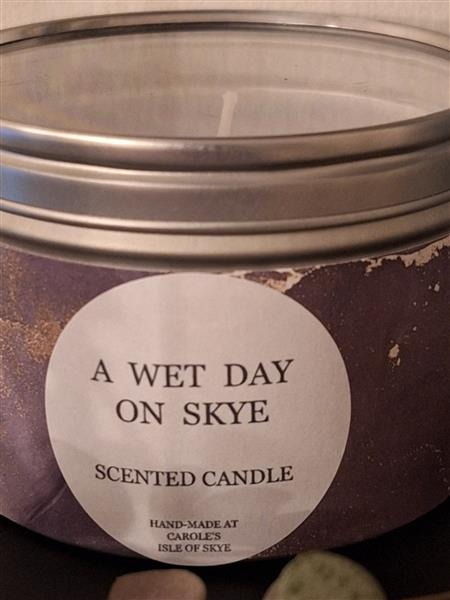 A WET DAY
ON SKYE
SCENTED CANDLE
HAND-MADE AT
CAROLE'S
ISLE OF SKYE